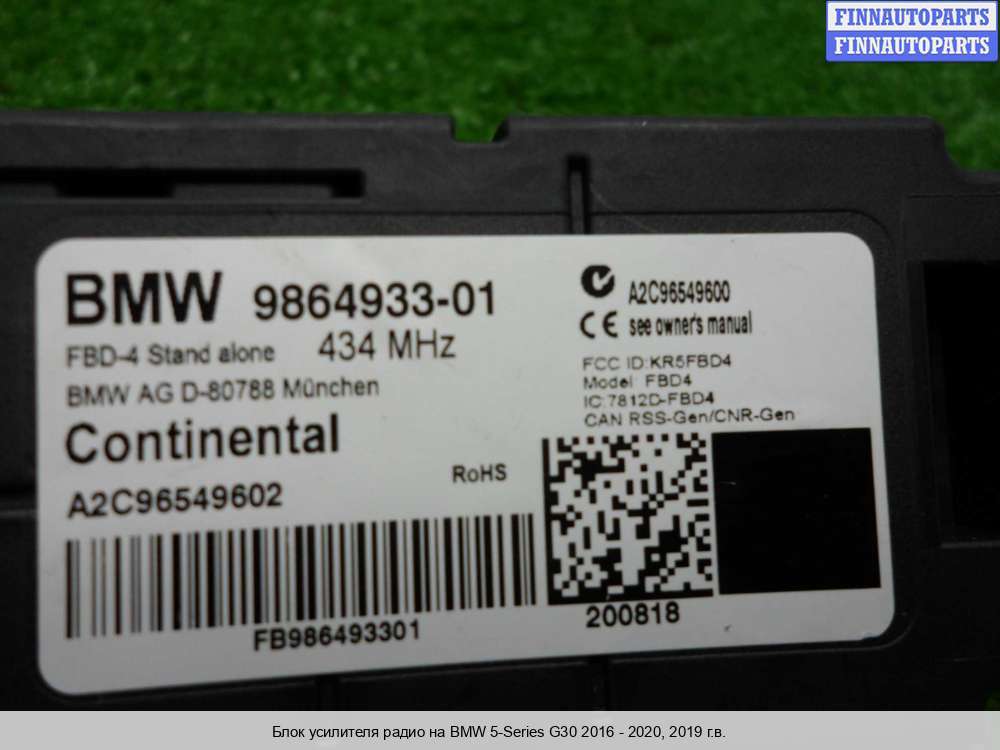 FINNAUTOPARTS
FINNAUTOPARTS
BMW 9864933-01
FBD-4 Stand alone 434 MHz
BMW AG D-80788 München
Continental
A2C96549602
RoHS
A2C96549600
CE see owner's manual
FCC ID:KR5FBD4
Model: FBD4
IC:7812D-FBD4
CAN RSS-Gen/CNR-Gen
FB986493301
200818
Блок усилителя радио на BMW 5-Series G30 2016 - 2020, 2019 г.в.